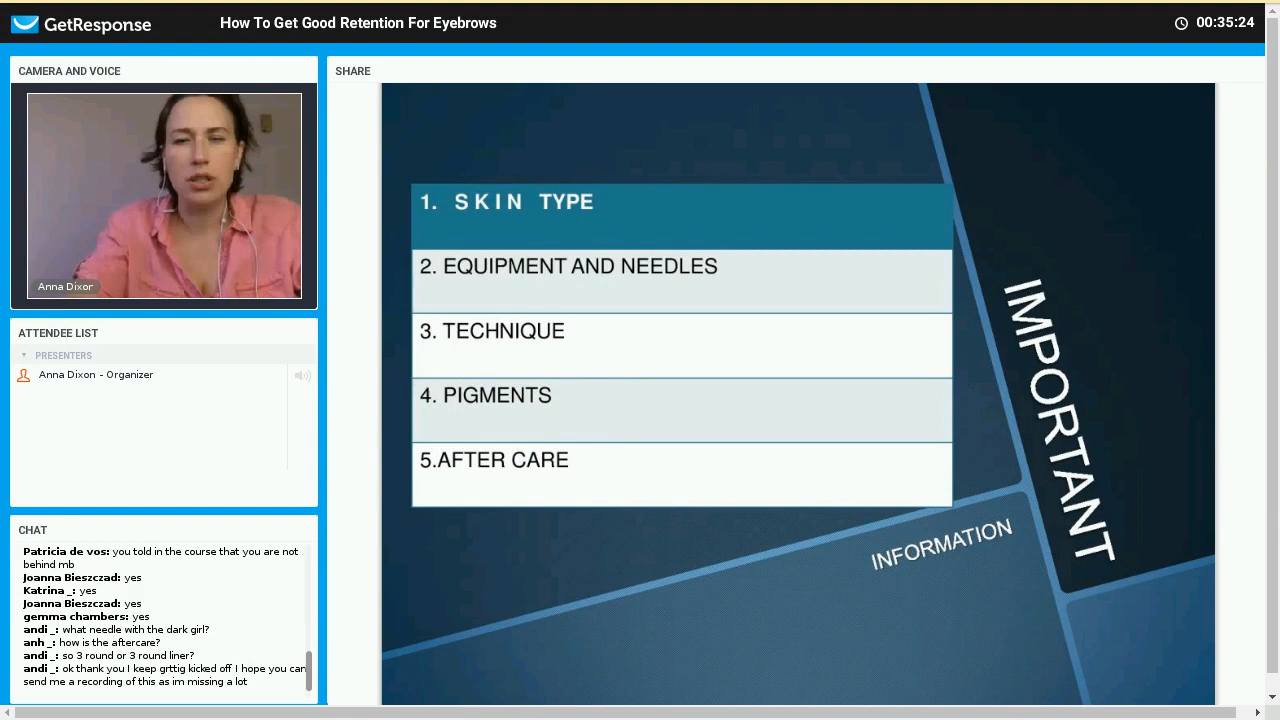 GetResponse
How To Get Good Retention For Eyebrows
00:35:24
CAMERA AND VOICE
Anna Dixon
ATTENDEE LIST
PRESENTERS
Anna Dixon - Organizer
CHAT
Patricia de vos: you told in the course that you are not
behind mb
Joanna Bieszczad: yes
Katrina _: yes
Joanna Bieszczad: yes
gemma chambers: yes
andi _: what needle with the dark girl?
anh _: how is the aftercare?
andi _: so 3 round or 3 round liner?
andi _: ok thank you I keep grttig kicked off I hope you can
send me a recording of this as im missing a lot
SHARE
1. SKIN TYPE
2. EQUIPMENT AND NEEDLES
3. TECHNIQUE
4. PIGMENTS
5.AFTER CARE
IMPORTANT
INFORMATION